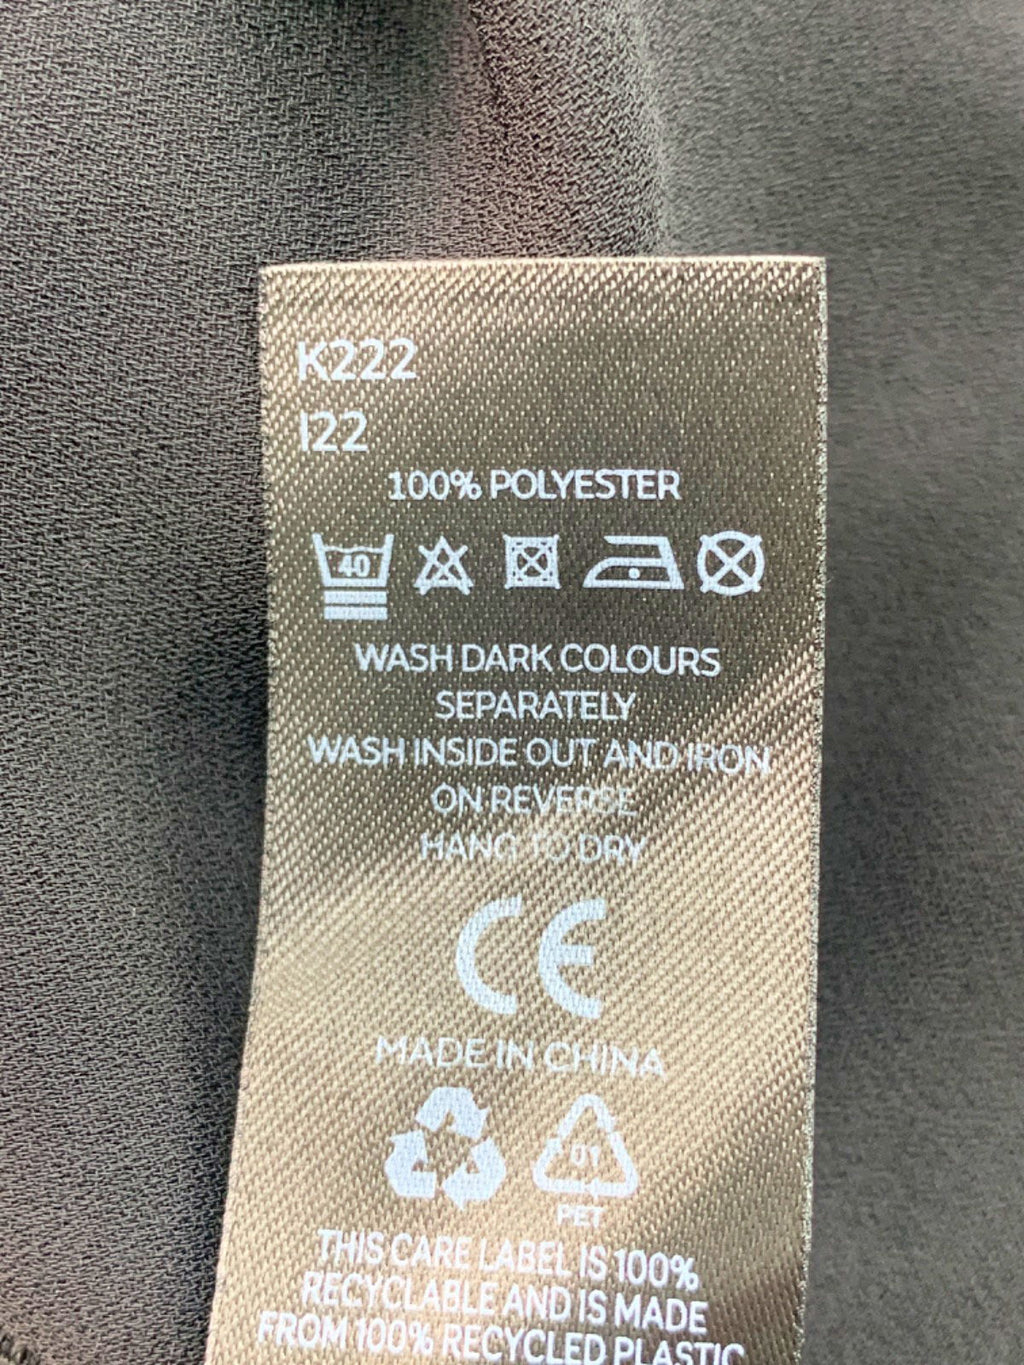 K222
I22
100% POLYESTER
40
WASH DARK COLOURS
SEPARATELY
WASH INSIDE OUT AND IRON
ON REVERSE
HANG TO DRY
CE
MADE IN CHINA
01
PET
THIS CARE LABEL IS 100%
RECYCLABLE AND IS MADE
FROM 100% RECYCLED PLASTIC